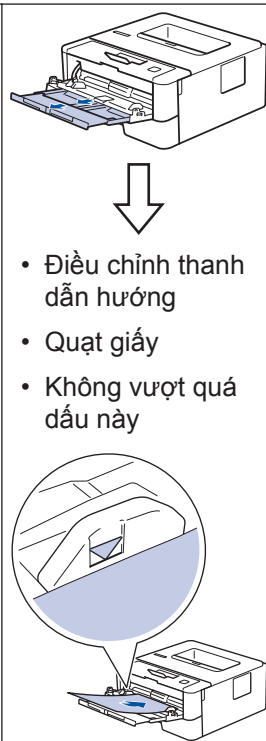 • Điều chỉnh thanh
dẫn hướng
• Quạt giấy
• Không vượt quá
dấu này